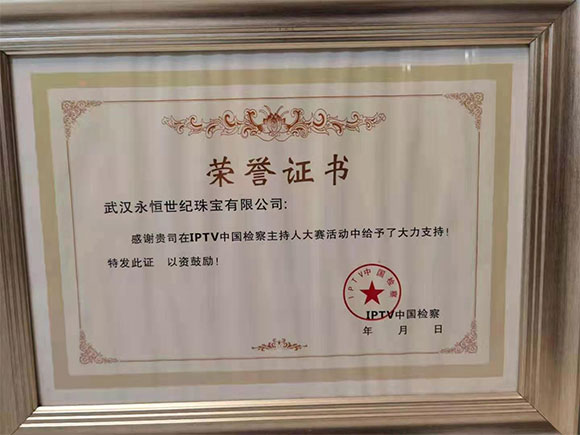 荣誉证书
武汉永恒世纪珠宝有限公司:
感谢贵司在IPTV中国检察主持人大赛活动中给予了大力支持!
特发此证 以资鼓励!
IPTV中国检察
IPTV中国检察
年 月 日